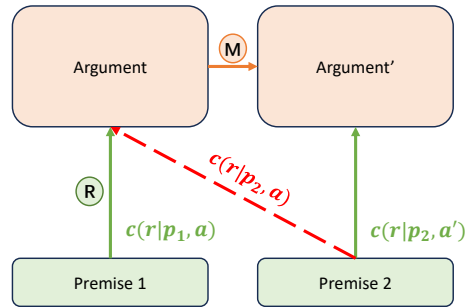 Argument
M
Argument’
R
c(r|p₂, a)
c(r|p₁, a)
c(r|p₂, a′)
Premise 1
Premise 2